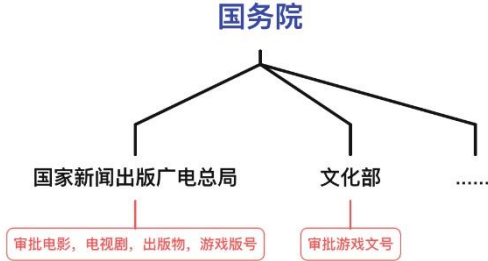 国务院
国家新闻出版广电总局
文化部
......
审批电影，电视剧，出版物，游戏版号
审批游戏文号